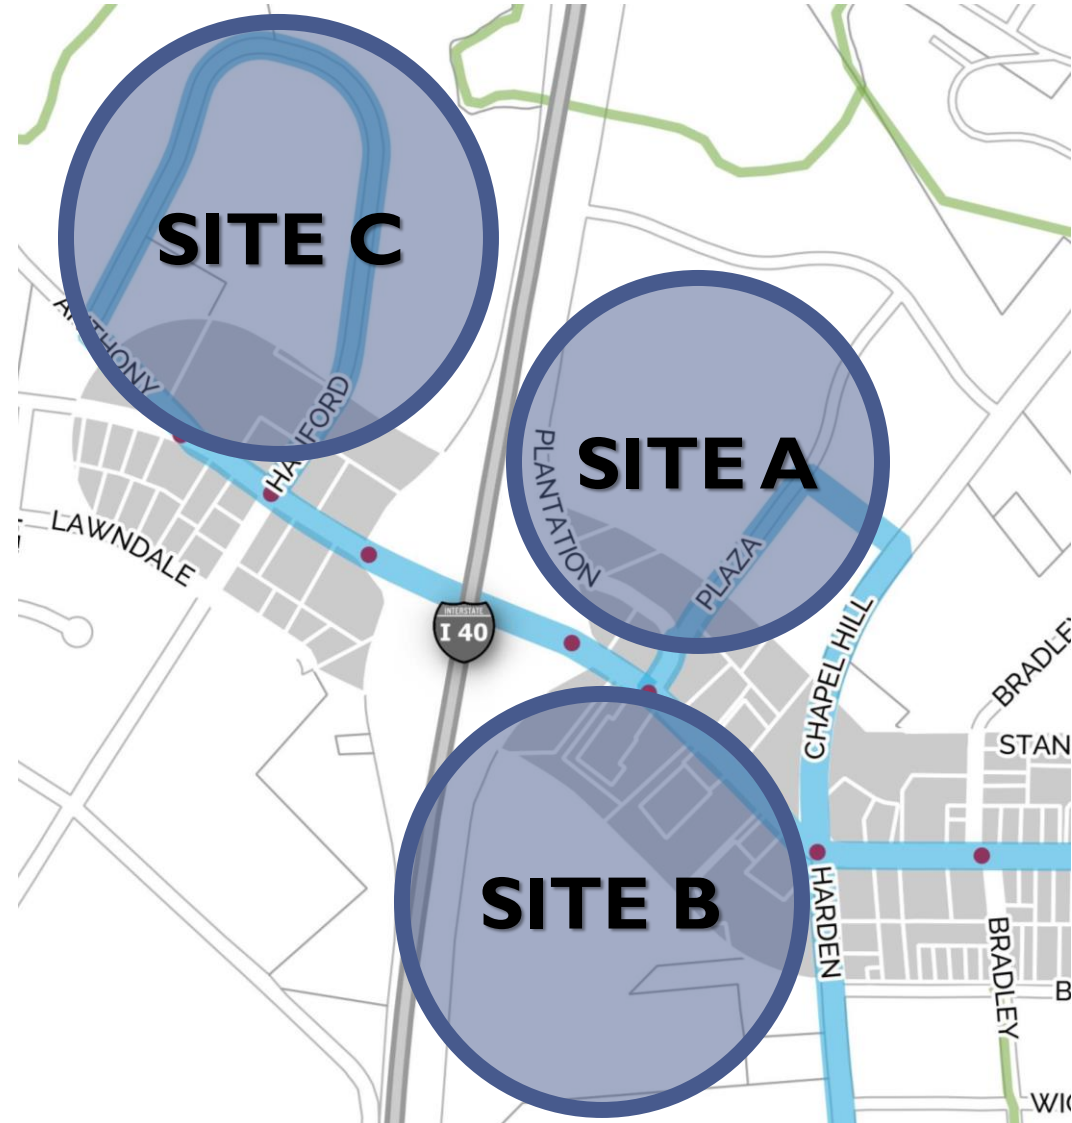 SITE C
SITE A
ANTHONY
HANFORD
PLANTATION
LAWNDALE
PLAZA
INTERSTATE
I 40
CHAPEL HILL
BRADLEY
STAN
SITE B
HARDEN
BRADLEY
B
WIC